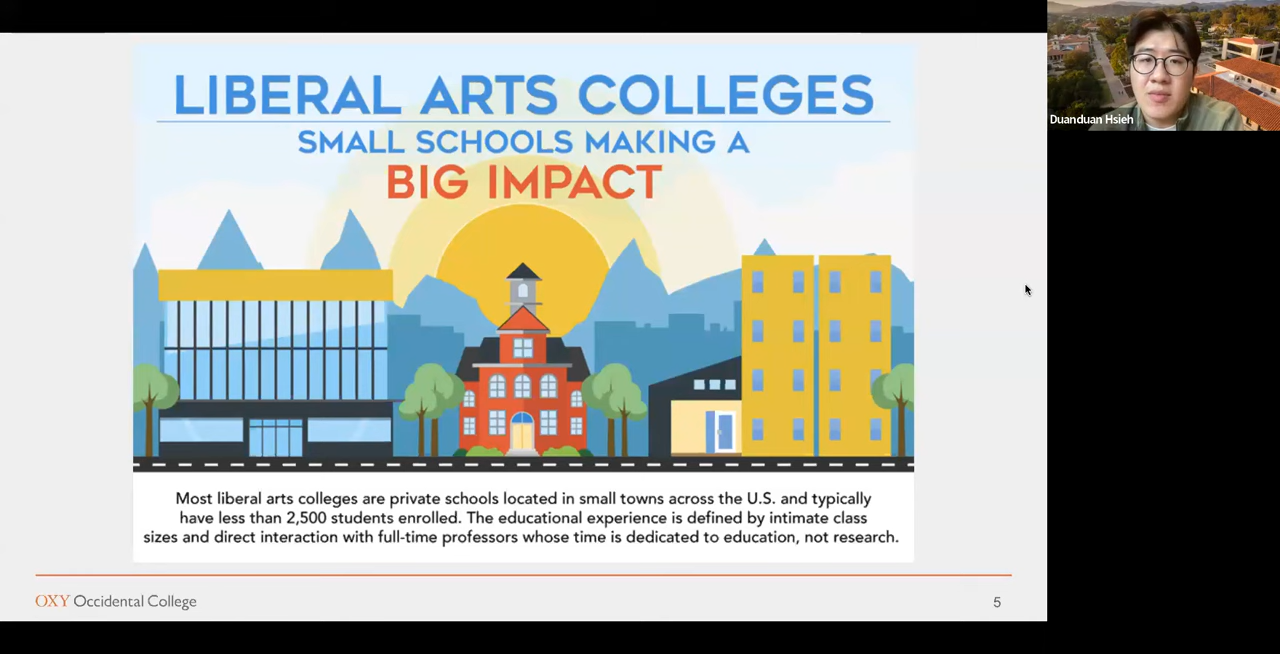 LIBERAL ARTS COLLEGES
SMALL SCHOOLS MAKING A
BIG IMPACT
Most liberal arts colleges are private schools located in small towns across the U.S. and typically
have less than 2,500 students enrolled. The educational experience is defined by intimate class
sizes and direct interaction with full-time professors whose time is dedicated to education, not research.
OXY Occidental College
5
Duanduan Hsieh